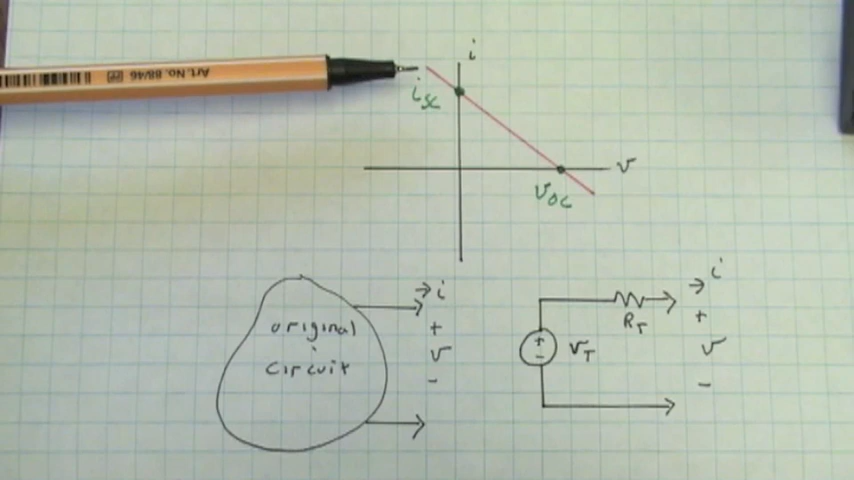 Art. No. 88/46
i
i_sc
v
v_oc
original
circuit
i
+
v
-
+
-
v_T
R_T
i
+
v
-